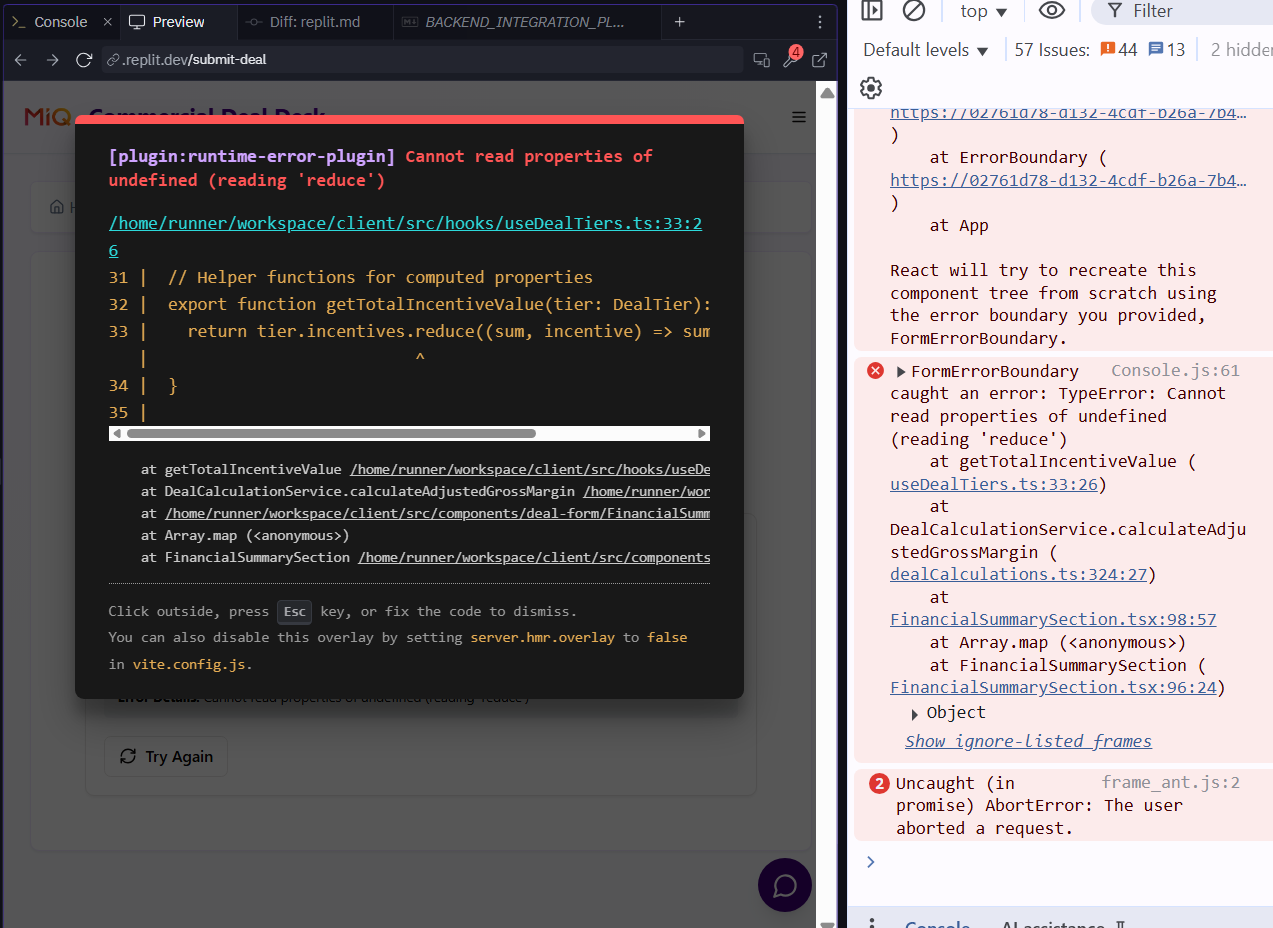 Console
Preview
Diff: replit.md
BACKEND_INTEGRATION_PL...
.replit.dev/submit-deal
4
MiQ Commercial Deal Desk
[plugin:runtime-error-plugin] Cannot read properties of
undefined (reading 'reduce')
/home/runner/workspace/client/src/hooks/useDealTiers.ts:33:2
6
31 | // Helper functions for computed properties
32 | export function getTotalIncentiveValue(tier: DealTier):
33 | return tier.incentives.reduce((sum, incentive) => sum
| ^
34 | }
35 |
at getTotalIncentiveValue /home/runner/workspace/client/src/hooks/useDe
at DealCalculationService.calculateAdjustedGrossMargin /home/runner/wor
at /home/runner/workspace/client/src/components/deal-form/FinancialSumm
at Array.map (<anonymous>)
at FinancialSummarySection /home/runner/workspace/client/src/components
Click outside, press Esc key, or fix the code to dismiss.
You can also disable this overlay by setting server.hmr.overlay to false
in vite.config.js.
Error Details: Cannot read properties of undefined (reading 'reduce')
Try Again
top
Filter
Default levels
57 Issues: 44 13
2 hidden
https://02761d78-d132-4cdf-b26a-7b4…
)
at ErrorBoundary (
https://02761d78-d132-4cdf-b26a-7b4…
)
at App
React will try to recreate this
component tree from scratch using
the error boundary you provided,
FormErrorBoundary.
FormErrorBoundary Console.js:61
caught an error: TypeError: Cannot
read properties of undefined
(reading 'reduce')
at getTotalIncentiveValue (
useDealTiers.ts:33:26)
at
DealCalculationService.calculateAdju
stedGrossMargin (
dealCalculations.ts:324:27)
at
FinancialSummarySection.tsx:98:57
at Array.map (<anonymous>)
at FinancialSummarySection (
FinancialSummarySection.tsx:96:24)
Object
Show ignore-listed frames
2 Uncaught (in frame_ant.js:2
promise) AbortError: The user
aborted a request.
Console
AI assistance